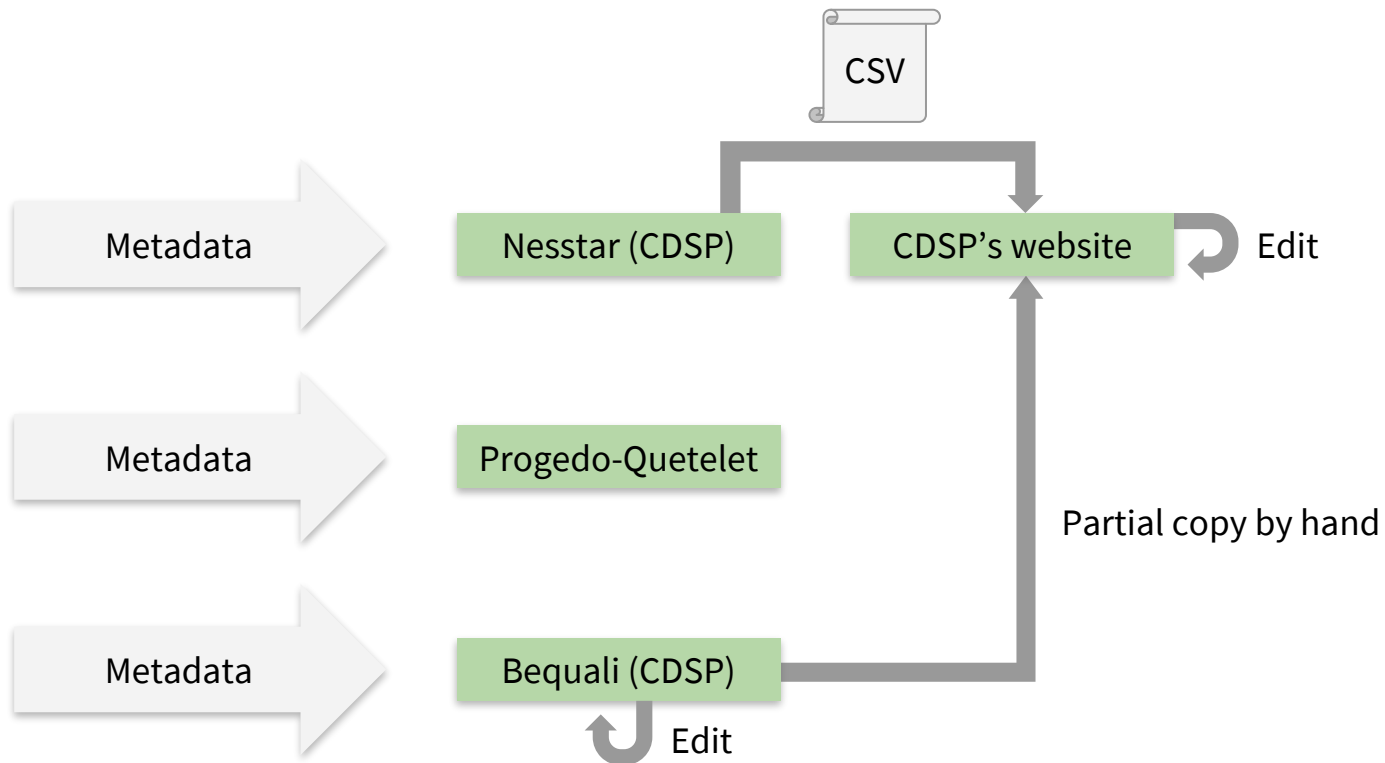 CSV
Metadata
Nesstar (CDSP)
CDSP’s website
Edit
Metadata
Progedo-Quetelet
Partial copy by hand
Metadata
Bequali (CDSP)
Edit